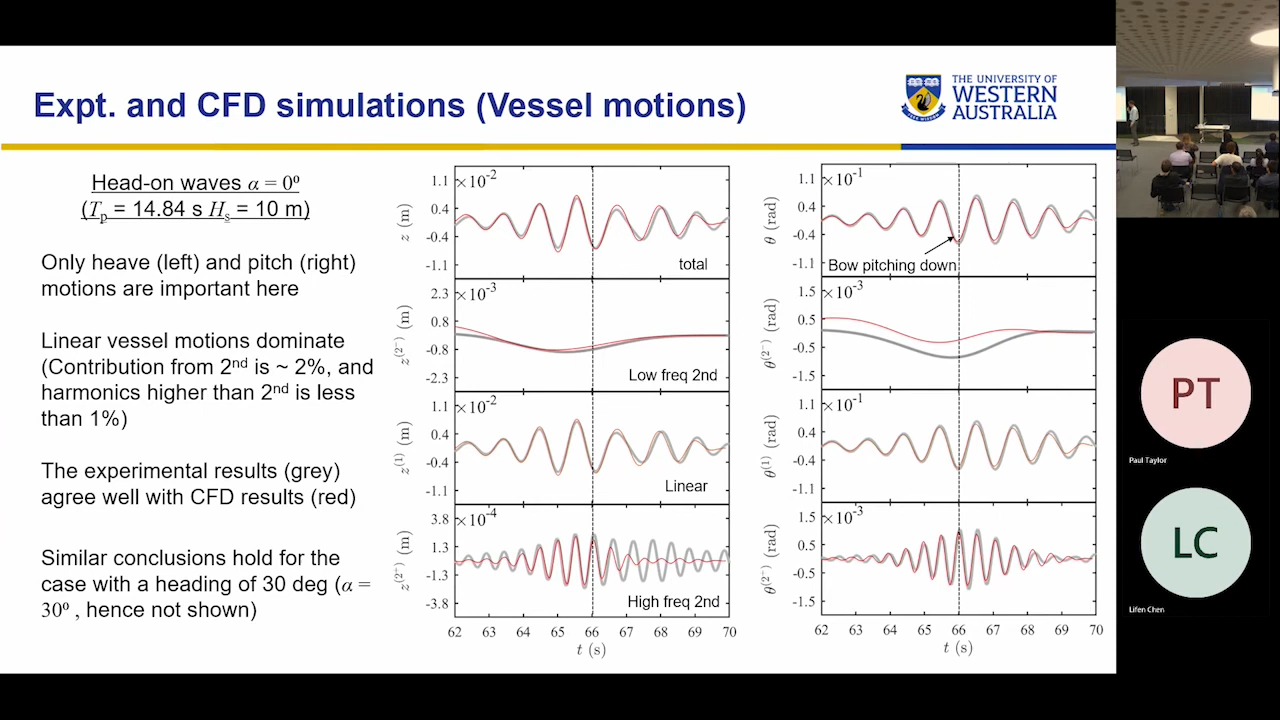 Expt. and CFD simulations (Vessel motions)
THE UNIVERSITY OF
WESTERN
AUSTRALIA
Head-on waves α = 0º
(Tp = 14.84 s Hs = 10 m)
Only heave (left) and pitch (right)
motions are important here
Linear vessel motions dominate
(Contribution from 2nd is ~ 2%, and
harmonics higher than 2nd is less
than 1%)
The experimental results (grey)
agree well with CFD results (red)
Similar conclusions hold for the
case with a heading of 30 deg (α =
30º , hence not shown)
×10⁻²
1.1
0.4
-0.4
-1.1
z (m)
total
×10⁻³
2.3
0.8
-0.8
-2.3
z(2⁻) (m)
Low freq 2nd
×10⁻²
1.1
0.4
-0.4
-1.1
z(1) (m)
Linear
×10⁻⁴
3.8
1.3
-1.3
-3.8
High freq 2nd
62 63 64 65 66 67 68 69 70
t (s)
×10⁻¹
1.1
0.4
-0.4
-1.1
θ (rad)
Bow pitching down
×10⁻³
1.5
0.5
-0.5
-1.5
θ(2⁻) (rad)
×10⁻¹
1.1
0.4
-0.4
-1.1
θ(1) (rad)
×10⁻³
1.5
0.5
-0.5
-1.5
62 63 64 65 66 67 68 69 70
t (s)
PT
Paul Taylor
LC
Lifen Chen